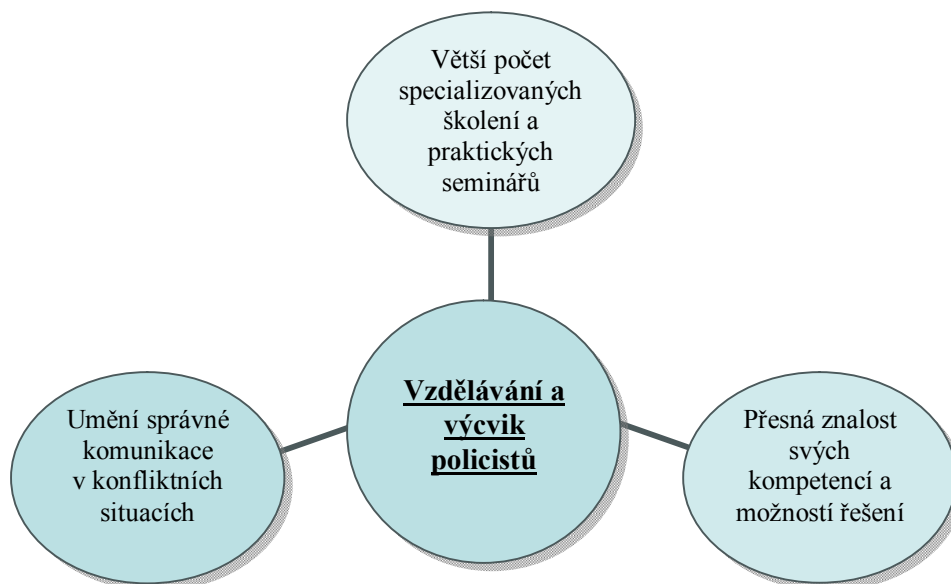 Větší počet
specializovaných
školení a
praktických
seminářů
Vzdělávání a
výcvik
policistů
Umění správné
komunikace
v konfliktních
situacích
Přesná znalost
svých
kompetencí a
možností řešení